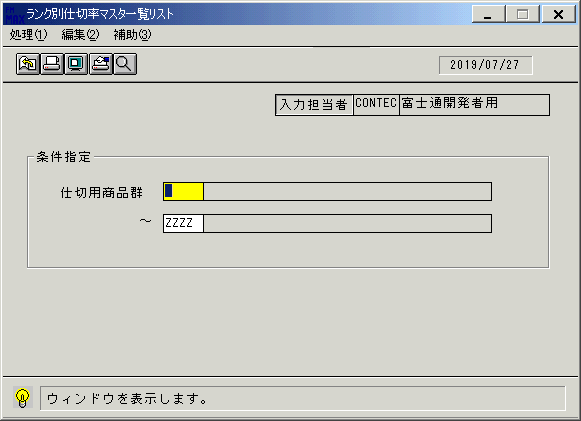 ランク別仕切率マスタ一覧リスト
処理(1) 編集(2) 補助(3)
2019/07/27
入力担当者 CONTEC 富士通開発者用
条件指定
仕切用商品群
～ ZZZZ
ウィンドウを表示します。